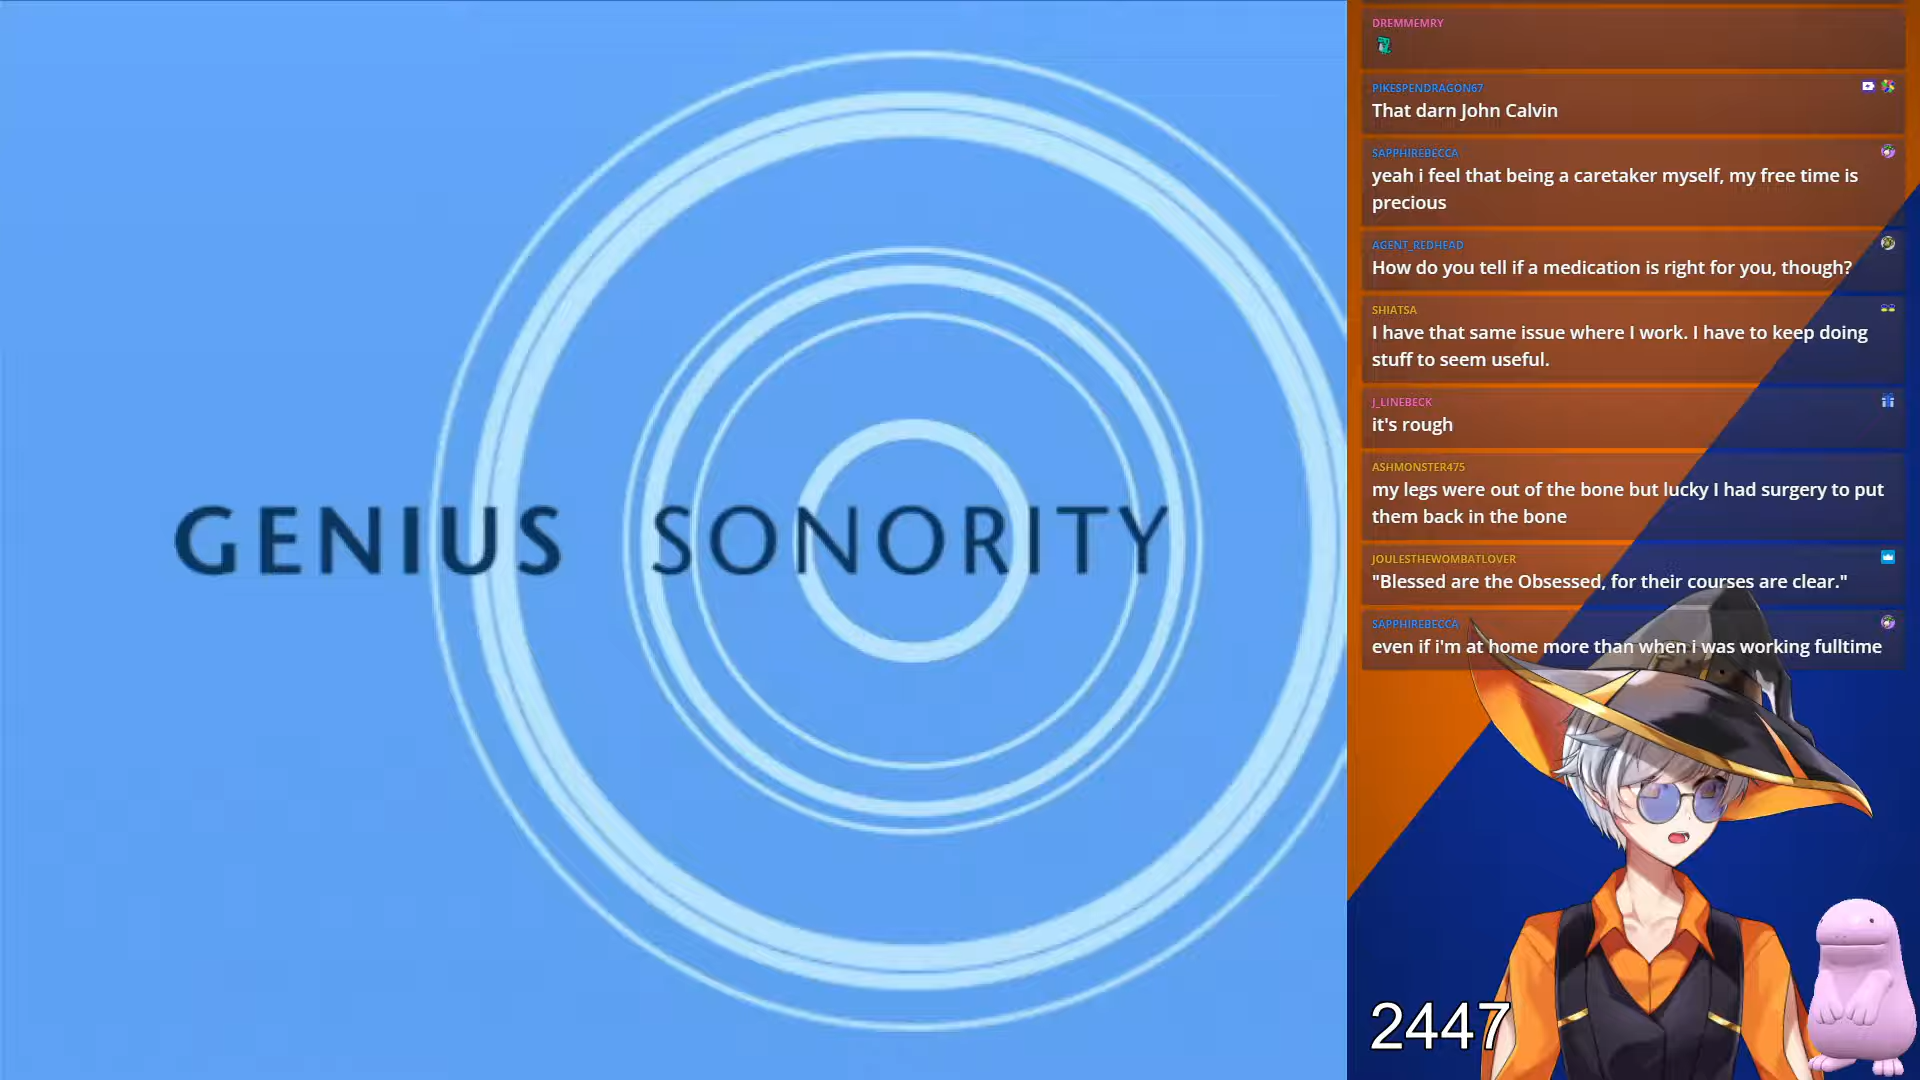 GENIUS SONORITY
DREMMEMRY
PIKESPENDRAGON67
That darn John Calvin
SAPPHIREBECCA
yeah i feel that being a caretaker myself, my free time is
precious
AGENT_REDHEAD
How do you tell if a medication is right for you, though?
SHIATSA
I have that same issue where I work. I have to keep doing
stuff to seem useful.
J_LINEBECK
it's rough
ASHMONSTER475
my legs were out of the bone but lucky I had surgery to put
them back in the bone
JOULESTHEWOMBATLOVER
"Blessed are the Obsessed, for their courses are clear."
SAPPHIREBECCA
even if i'm at home more than when i was working fulltime
2447